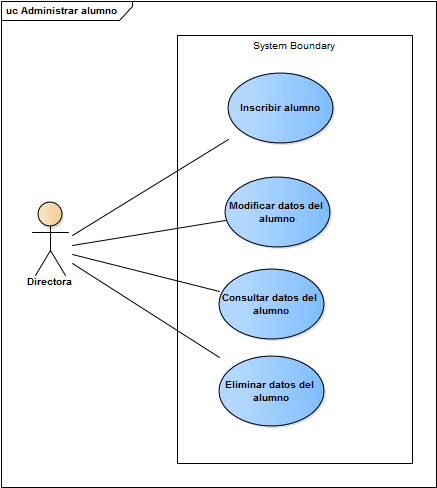 uc Administrar alumno
System Boundary
Inscribir alumno
Modificar datos del
alumno
Consultar datos del
alumno
Eliminar datos del
alumno
Directora